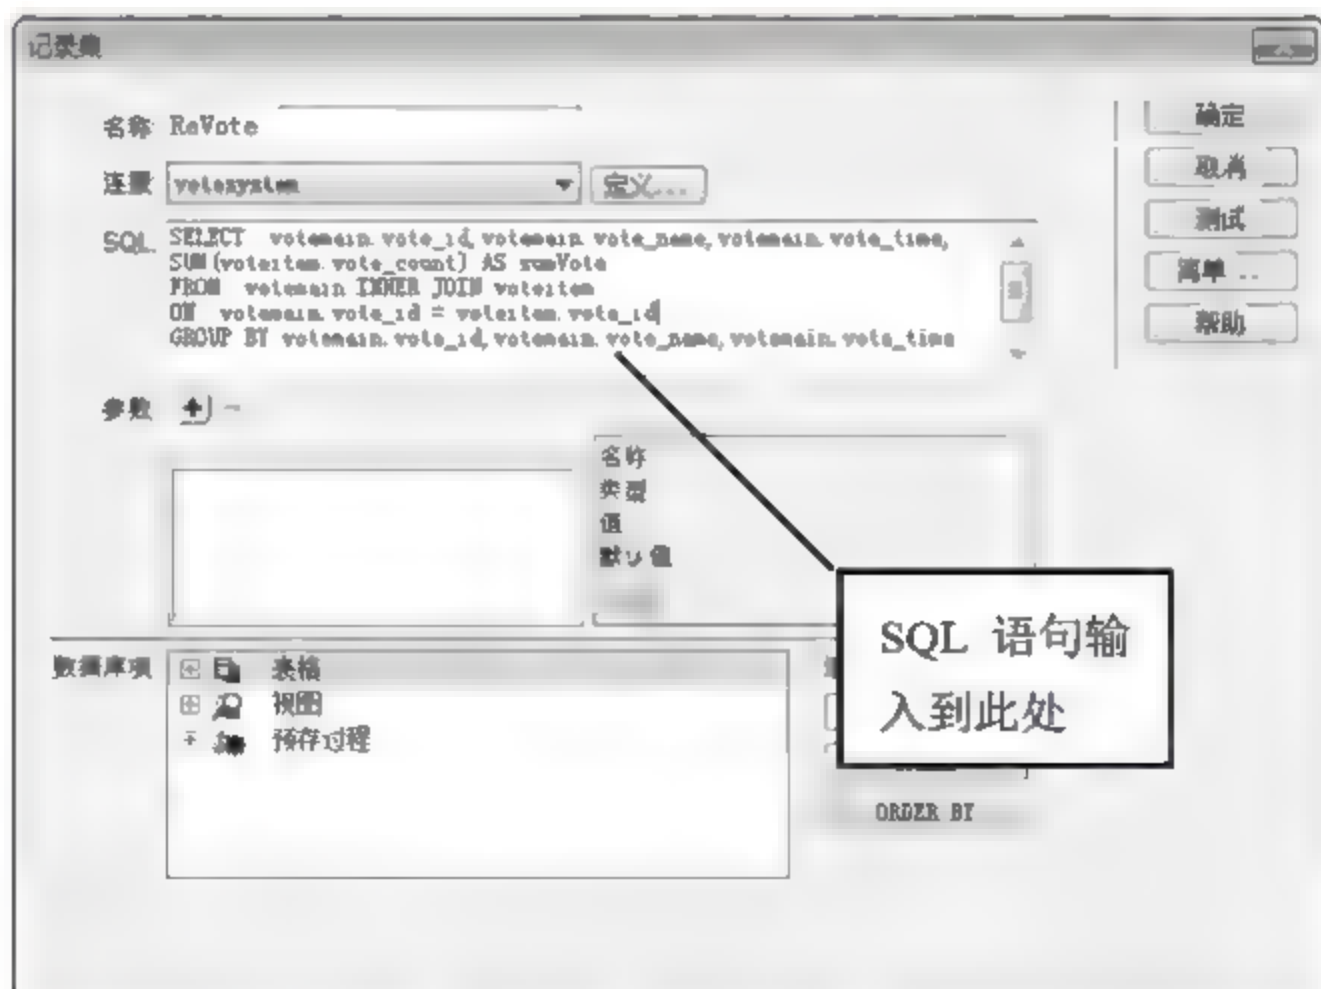 记录集
名称 ReVote
确定
连接 votesystem 定义...
取消
SQL SELECT votemain.vote_id,votemain.vote_name,votemain.vote_time,
SUM(voteitem.vote_count) AS sumVote
FROM votemain INNER JOIN voteitem
ON votemain.vote_id = voteitem.vote_id
GROUP BY votemain.vote_id,votemain.vote_name,votemain.vote_time
测试
简单...
帮助
参数
名称
类型
值
默认值
数据库项 表格
视图
预存过程
SQL 语句输
入到此处
ORDER BY